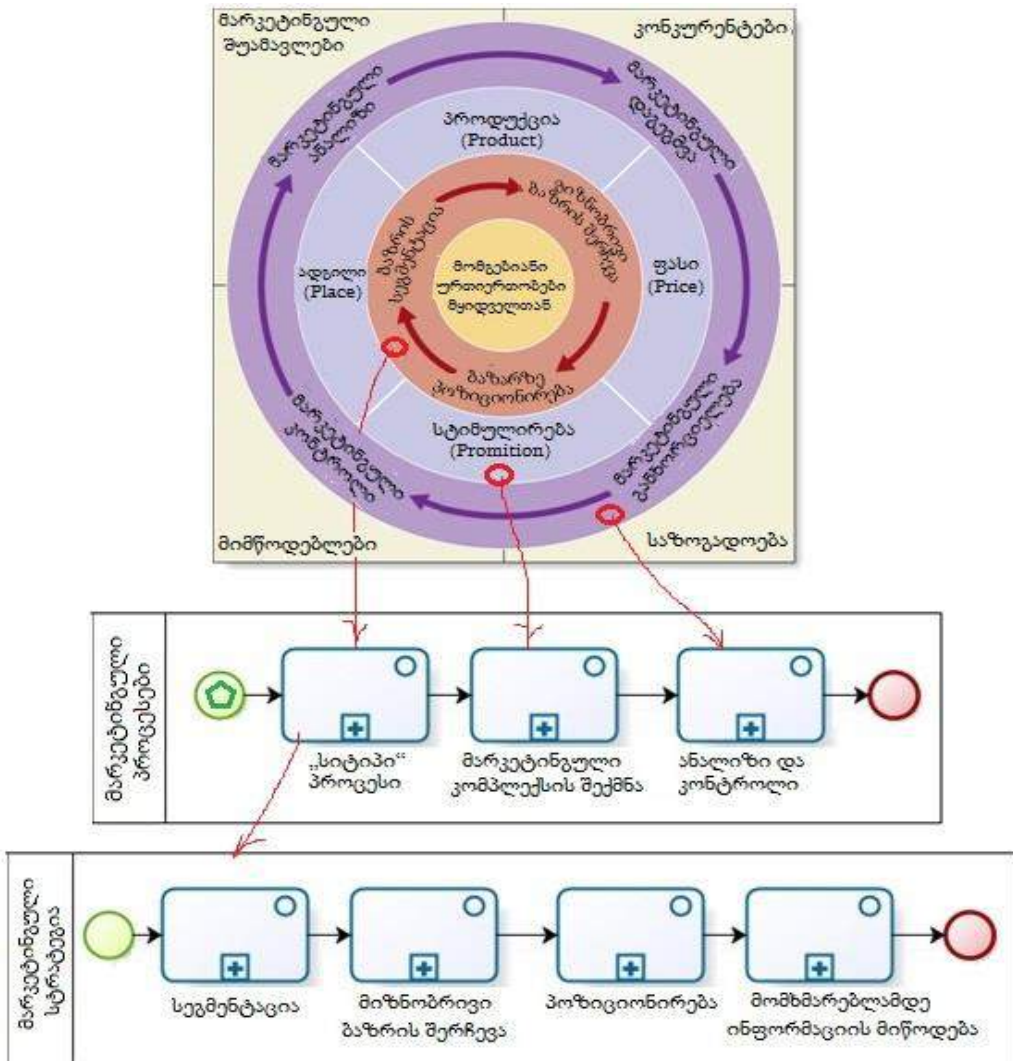 მარკეტინგული
შუამავლები
კონკურენტები
მარკეტინგული
ანალიზი
მარკეტინგული
დაგეგმვა
პროდუქცია
(Product)
ბაზრის
სეგმენტაცია
მიზნობრივი
ბაზრის შერჩევა
ადგილი
(Place)
მომგებიანი
ურთიერთობები
მყიდველთან
ფასი
(Price)
ბაზარზე
პოზიციონირება
სტიმულირება
(Promition)
მარკეტინგული
კონტროლი
მარკეტინგული
განხორციელება
მიმწოდებლები
საზოგადოება
მარკეტინგული
პროცესები
„სიტიპი“
პროცესი
მარკეტინგული
კომპლექსის შექმნა
ანალიზი და
კონტროლი
მარკეტინგული
სტრატეგია
სეგმენტაცია
მიზნობრივი
ბაზრის შერჩევა
პოზიციონირება
მომხმარებლამდე
ინფორმაციის მიწოდება